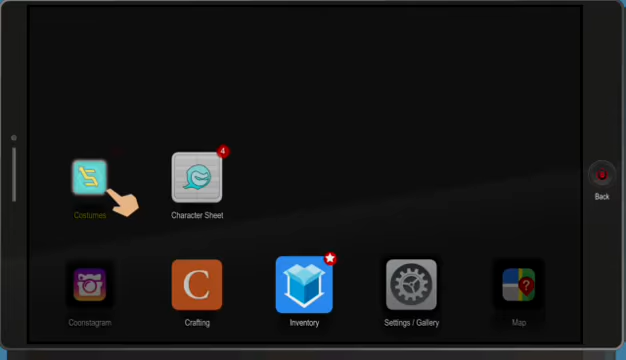 4
Costumes
Character Sheet
Back
C
?
Coonstagram
Crafting
Inventory
Settings / Gallery
Map